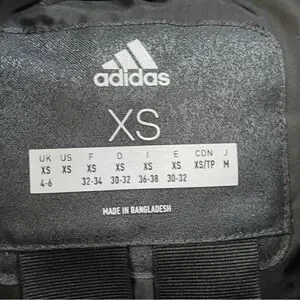 adidas
XS
UK US F D I E CON J
XS XS XS XS XS XS XS/TP M
4-6 32-34 30-32 36-38 30-32
MADE IN BANGLADESH